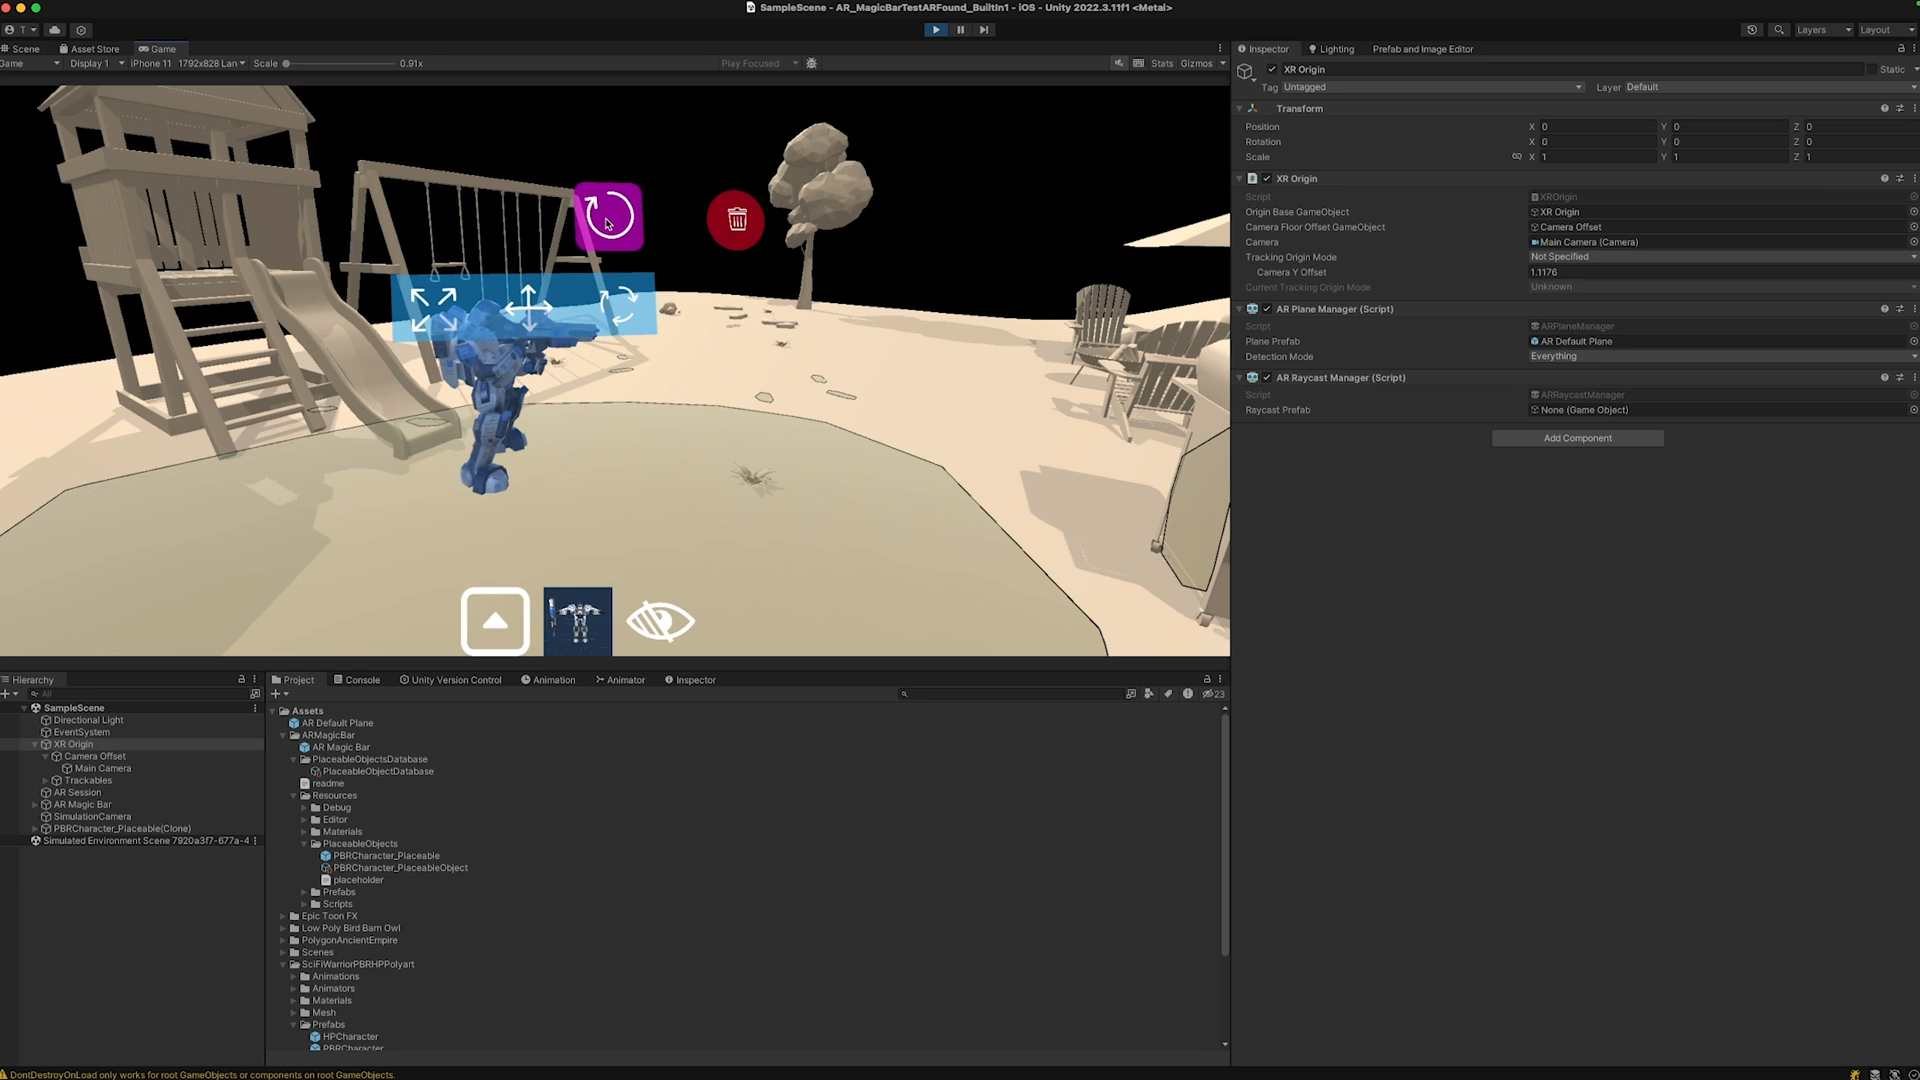 SampleScene - AR_MagicBarTestARFound_BuiltIn1 - iOS - Unity 2022.3.11f1 <Metal>
T
Layers
Layout
Scene
Asset Store
Game
Game
Display 1
iPhone 11 1792x828 Lan
Scale
0.91x
Play Focused
Stats
Gizmos
Inspector
Lighting
Prefab and Image Editor
XR Origin
Static
Tag Untagged
Layer Default
Transform
Position X 0 Y 0 Z 0
Rotation X 0 Y 0 Z 0
Scale X 1 Y 1 Z 1
XR Origin
Script XROrigin
Origin Base GameObject XR Origin
Camera Floor Offset GameObject Camera Offset
Camera Main Camera (Camera)
Tracking Origin Mode Not Specified
Camera Y Offset 1.1176
Current Tracking Origin Mode Unknown
AR Plane Manager (Script)
Script ARPlaneManager
Plane Prefab AR Default Plane
Detection Mode Everything
AR Raycast Manager (Script)
Script ARRaycastManager
Raycast Prefab None (Game Object)
Add Component
Hierarchy
All
SampleScene
Directional Light
EventSystem
XR Origin
Camera Offset
Main Camera
Trackables
AR Session
AR Magic Bar
SimulationCamera
PBRCharacter_Placeable(Clone)
Simulated Environment Scene 7920a3f7-677a-4
Project
Console
Unity Version Control
Animation
Animator
Inspector
23
Assets
AR Default Plane
ARMagicBar
AR Magic Bar
PlaceableObjectsDatabase
PlaceableObjectDatabase
readme
Resources
Debug
Editor
Materials
PlaceableObjects
PBRCharacter_Placeable
PBRCharacter_PlaceableObject
placeholder
Prefabs
Scripts
Epic Toon FX
Low Poly Bird Barn Owl
PolygonAncientEmpire
Scenes
SciFiWarriorPBRHPPolyart
Animations
Animators
Materials
Mesh
Prefabs
HPCharacter
PBRCharacter
DontDestroyOnLoad only works for root GameObjects or components on root GameObjects.